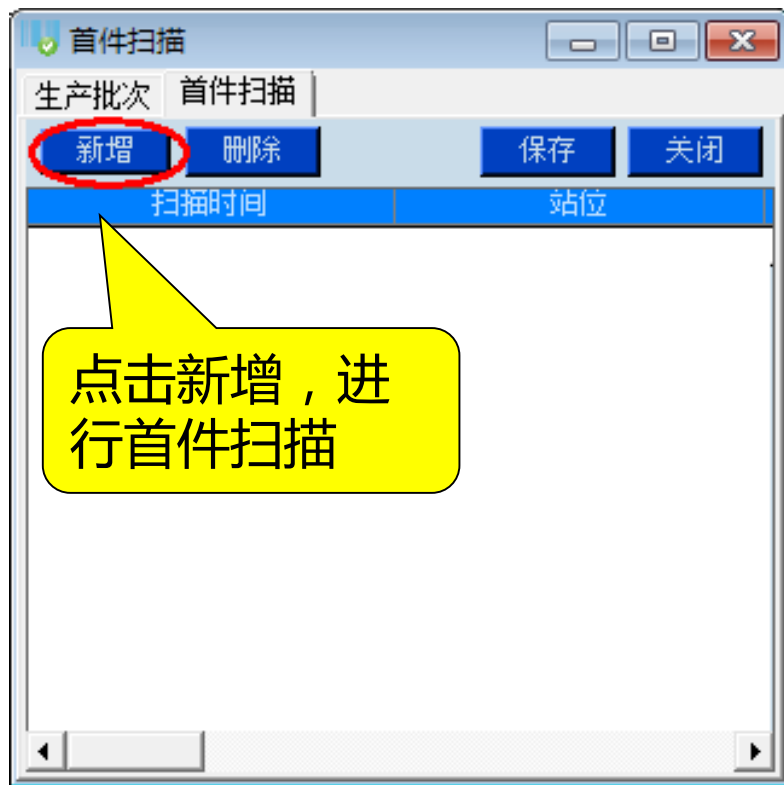 首件扫描
生产批次 首件扫描
新增 删除 保存 关闭
扫描时间 站位
点击新增，进
行首件扫描